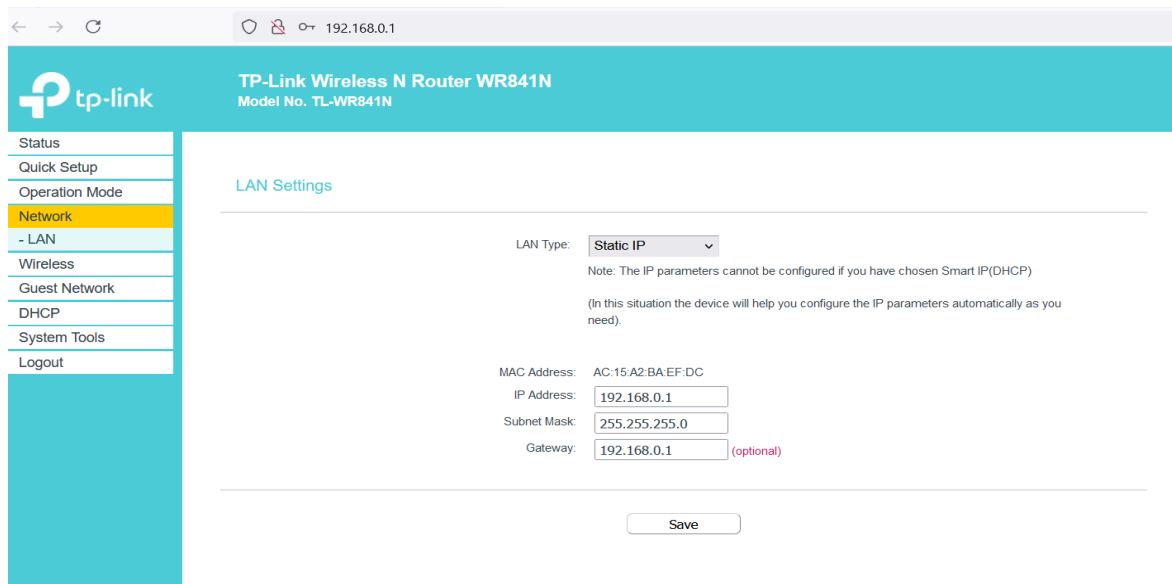 192.168.0.1
tp-link
TP-Link Wireless N Router WR841N
Model No. TL-WR841N
Status
Quick Setup
Operation Mode
Network
- LAN
Wireless
Guest Network
DHCP
System Tools
Logout
LAN Settings
LAN Type: Static IP
Note: The IP parameters cannot be configured if you have chosen Smart IP(DHCP)
(In this situation the device will help you configure the IP parameters automatically as you
need).
MAC Address: AC:15:A2:BA:EF:DC
IP Address: 192.168.0.1
Subnet Mask: 255.255.255.0
Gateway: 192.168.0.1 (optional)
Save